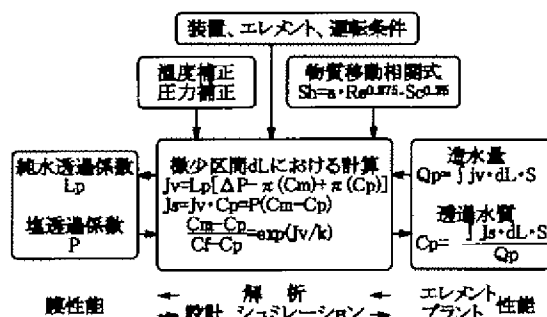 装置、エレメント、運転条件
温度補正
圧力補正
物質移動相関式
Sh=a・Re^0.875・Sc^0.25
純水透過係数
Lp
塩透過係数
P
微少区間dLにおける計算
Jv=Lp[ΔP-π(Cm)+π(Cp)]
Js=Jv・Cp=P(Cm-Cp)
Cm-Cp
Cf-Cp
=exp(Jv/k)
造水量
Qp=∫jv・dL・S
透過水質
Cp=
∫Js・dL・S
Qp
膜性能
← 解析 ←
→ 設計 シュミレーション →
エレメント
プラント
性能